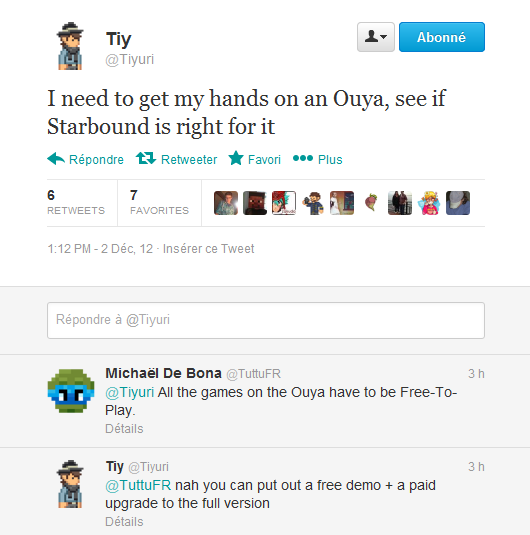 Tiy
@Tiyuri
Abonné
I need to get my hands on an Ouya, see if
Starbound is right for it
Répondre Retweeter Favori Plus
6
RETWEETS
7
FAVORITES
1:12 PM - 2 Déc, 12 · Insérer ce Tweet
Répondre à @Tiyuri
Michaël De Bona @TuttuFR 3 h
@Tiyuri All the games on the Ouya have to be Free-To-
Play.
Détails
Tiy @Tiyuri 3 h
@TuttuFR nah you can put out a free demo + a paid
upgrade to the full version
Détails